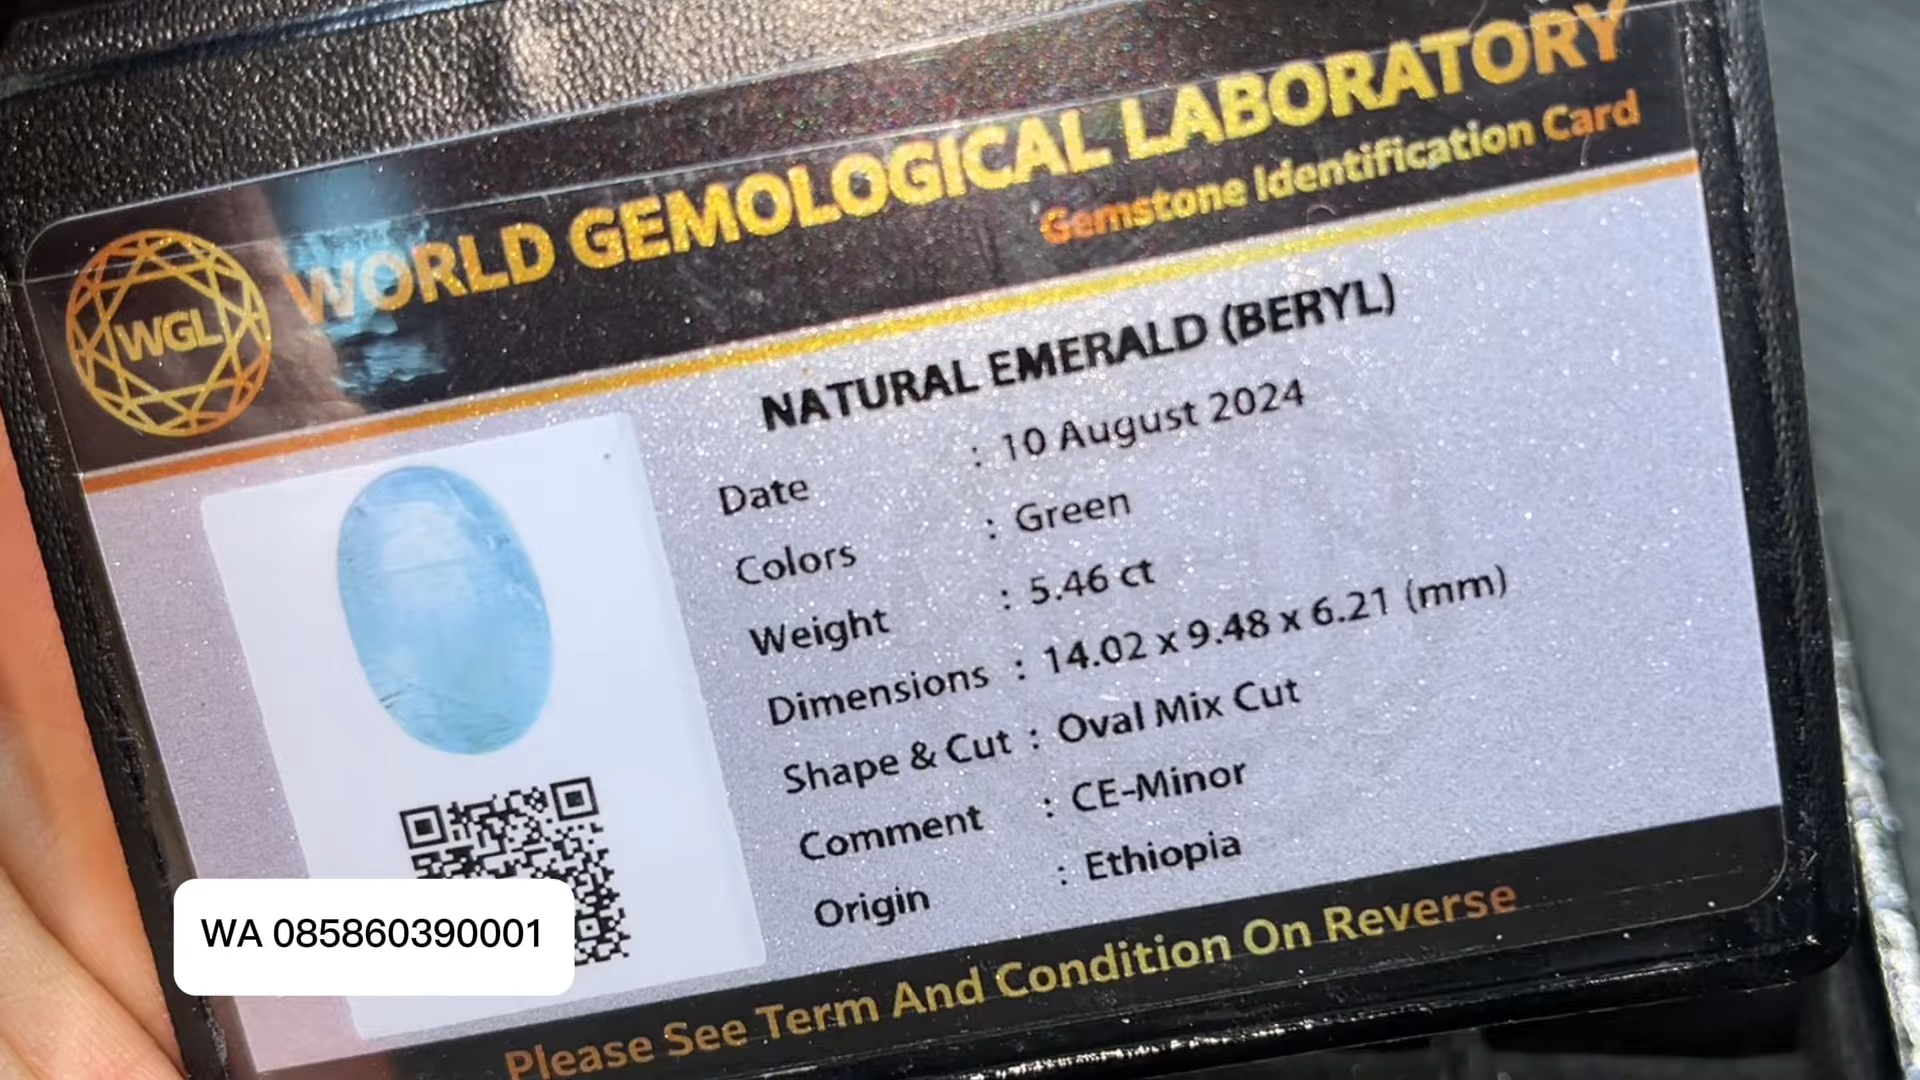 WORLD GEMOLOGICAL LABORATORY
Gemstone Identification Card
WGL
NATURAL EMERALD (BERYL)
Date : 10 August 2024
Colors : Green
Weight : 5.46 ct
Dimensions : 14.02 x 9.48 x 6.21 (mm)
Shape & Cut : Oval Mix Cut
Comment : CE-Minor
Origin : Ethiopia
WA 085860390001
Please See Term And Condition On Reverse